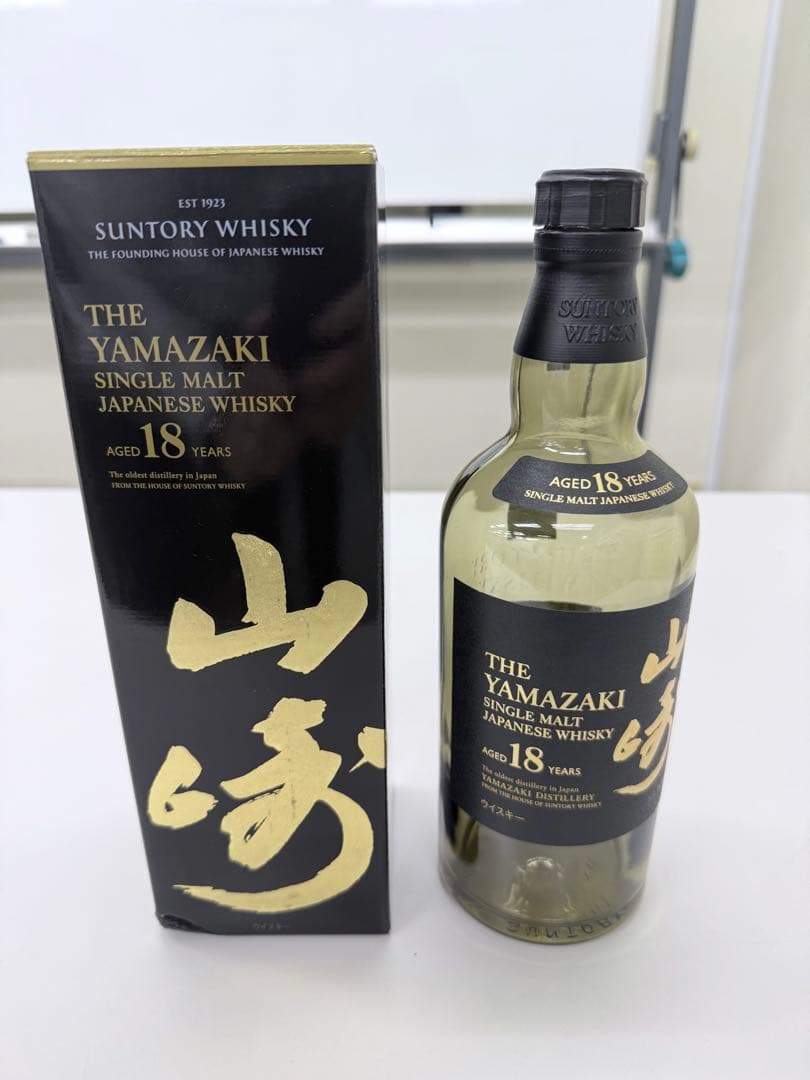 EST 1923
SUNTORY WHISKY
THE FOUNDING HOUSE OF JAPANESE WHISKY
THE
YAMAZAKI
SINGLE MALT
JAPANESE WHISKY
AGED 18 YEARS
The oldest distillery in Japan
FROM THE HOUSE OF SUNTORY WHISKY
山崎
ウイスキー
SUNTORY
WHISKY
AGED 18 YEARS
SINGLE MALT JAPANESE WHISKY
THE
YAMAZAKI
SINGLE MALT
JAPANESE WHISKY
AGED 18 YEARS
The oldest distillery in Japan
YAMAZAKI DISTILLERY
FROM THE HOUSE OF SUNTORY WHISKY
ウイスキー
山崎